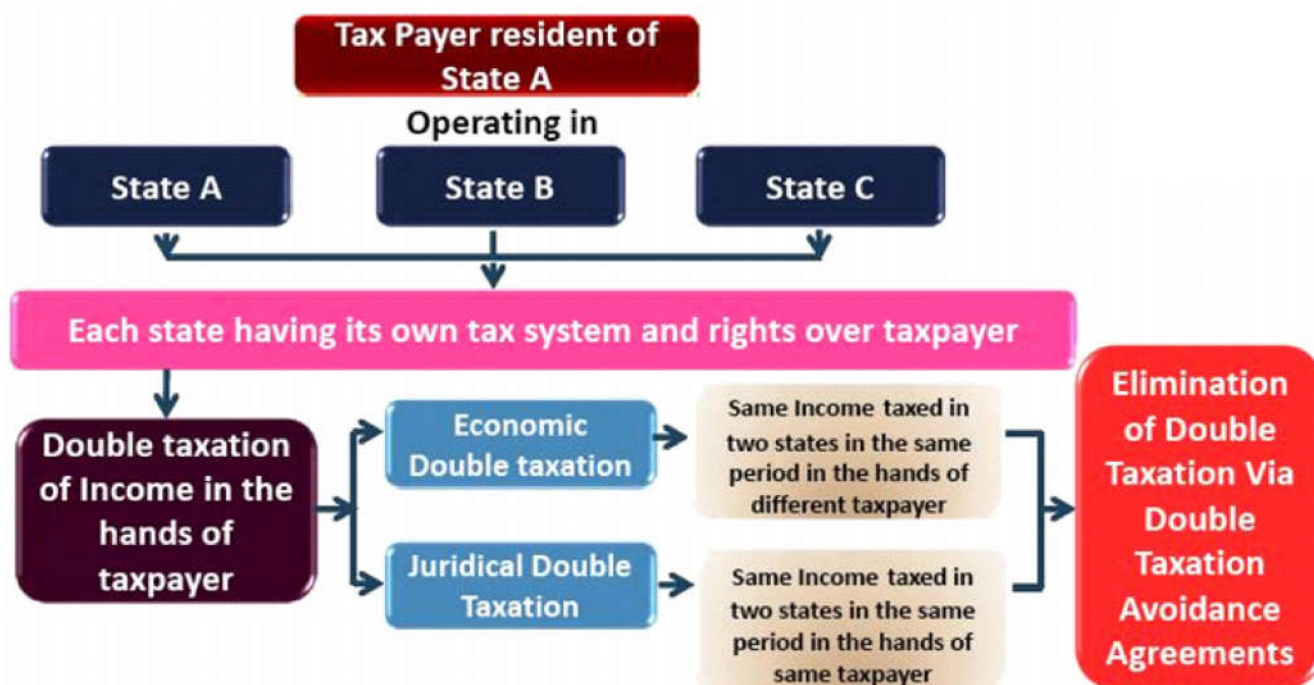 Tax Payer resident of
State A
Operating in
State A
State B
State C
Each state having its own tax system and rights over taxpayer
Double taxation
of Income in the
hands of
taxpayer
Economic
Double taxation
Same Income taxed in
two states in the same
period in the hands of
different taxpayer
Juridical Double
Taxation
Same Income taxed in
two states in the same
period in the hands of
same taxpayer
Elimination
of Double
Taxation Via
Double
Taxation
Avoidance
Agreements